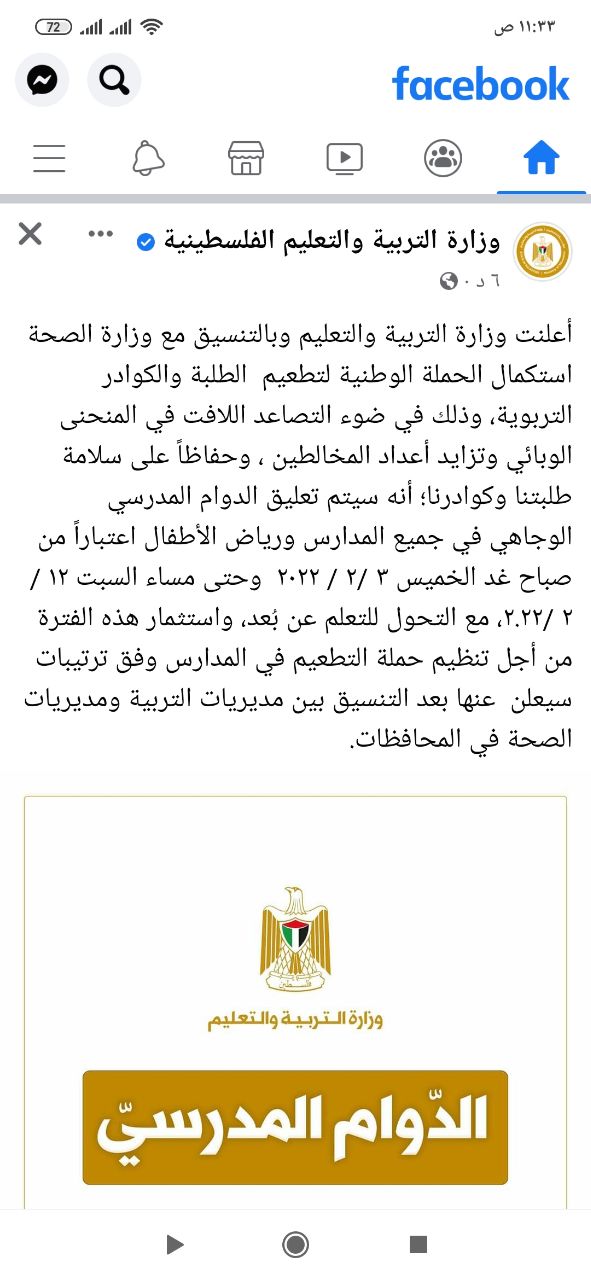 72
١١:٣٣ ص
facebook
وزارة التربية والتعليم الفلسطينية
٦ د ·
أعلنت وزارة التربية والتعليم وبالتنسيق مع وزارة الصحة
استكمال الحملة الوطنية لتطعيم  الطلبة والكوادر
التربوية، وذلك في ضوء التصاعد اللافت في المنحنى
الوبائي وتزايد أعداد المخالطين ، وحفاظاً على سلامة
طلبتنا وكوادرنا؛ أنه سيتم تعليق الدوام المدرسي
الوجاهي في جميع المدارس ورياض الأطفال اعتباراً من
صباح غد الخميس ٣ /٢ / ٢٠٢٢  وحتى مساء السبت ١٢ /
٢ /٢.٢٢، مع التحول للتعلم عن بُعد، واستثمار هذه الفترة
من أجل تنظيم حملة التطعيم في المدارس وفق ترتيبات
سيعلن  عنها بعد التنسيق بين مديريات التربية ومديريات
الصحة في المحافظات.
فلسطين
وزارة التربية والتعليم
الدّوام المدرسيّ